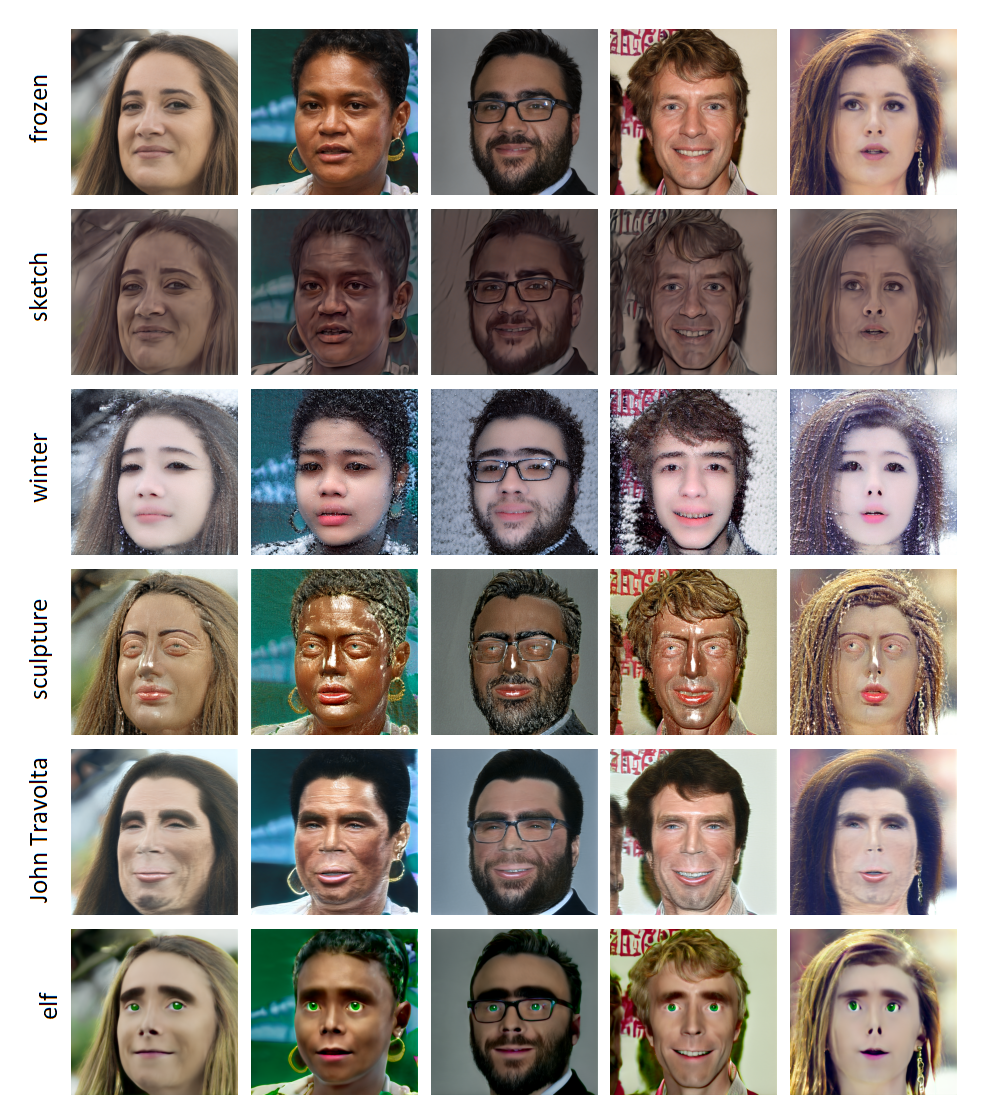 frozen
sketch
winter
sculpture
John Travolta
elf